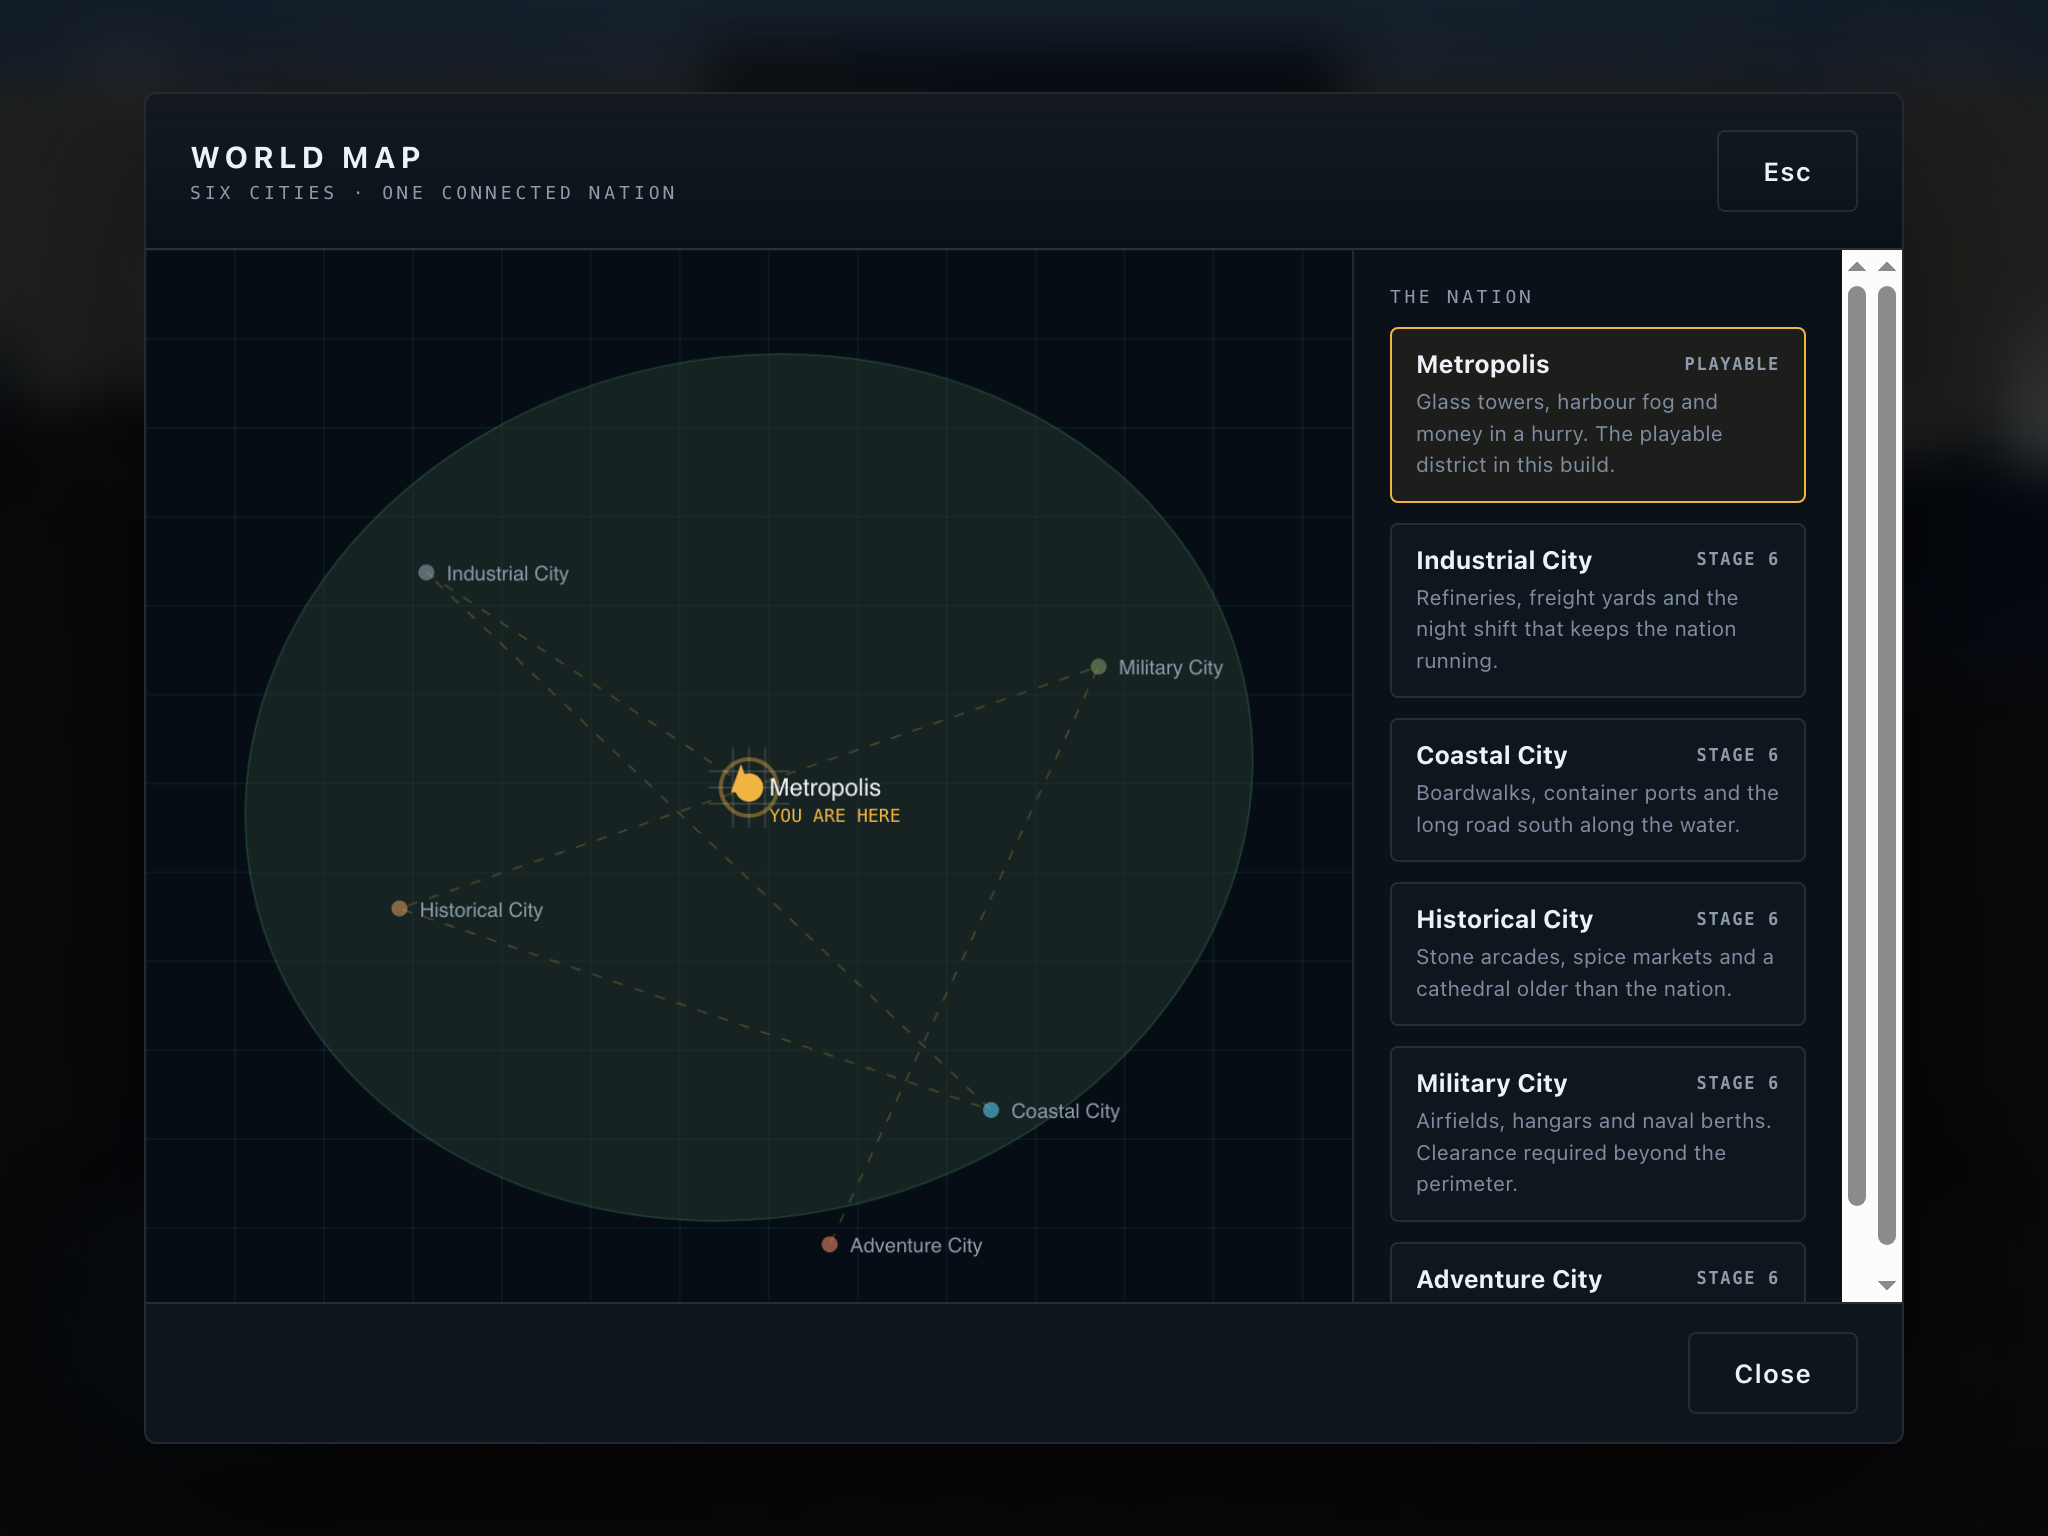 WORLD MAP
SIX CITIES · ONE CONNECTED NATION
Esc
Industrial City
Military City
Metropolis
YOU ARE HERE
Historical City
Coastal City
Adventure City
THE NATION
Metropolis
PLAYABLE
Glass towers, harbour fog and
money in a hurry. The playable
district in this build.
Industrial City
STAGE 6
Refineries, freight yards and the
night shift that keeps the nation
running.
Coastal City
STAGE 6
Boardwalks, container ports and the
long road south along the water.
Historical City
STAGE 6
Stone arcades, spice markets and a
cathedral older than the nation.
Military City
STAGE 6
Airfields, hangars and naval berths.
Clearance required beyond the
perimeter.
Adventure City
STAGE 6
Close